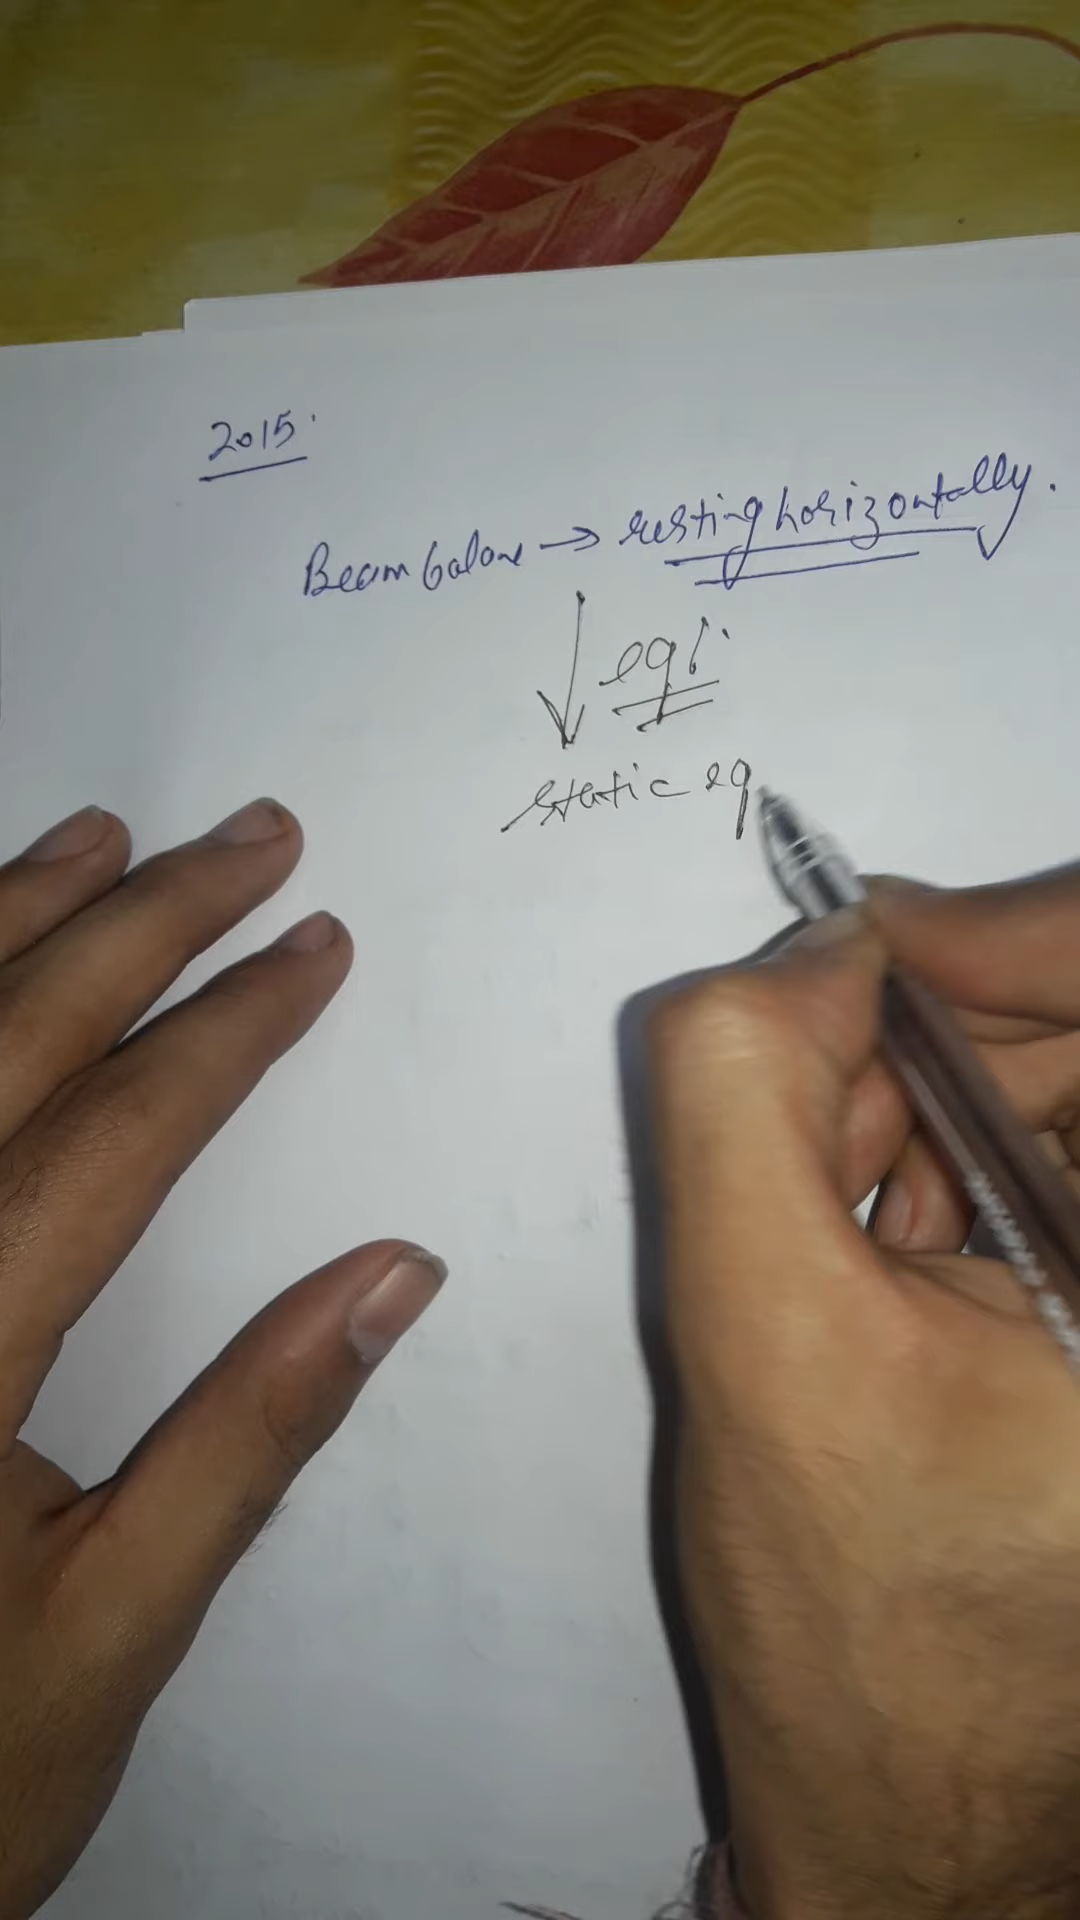 2015.
Beam balance → resting horizontally.
↓ eqi.
static eq